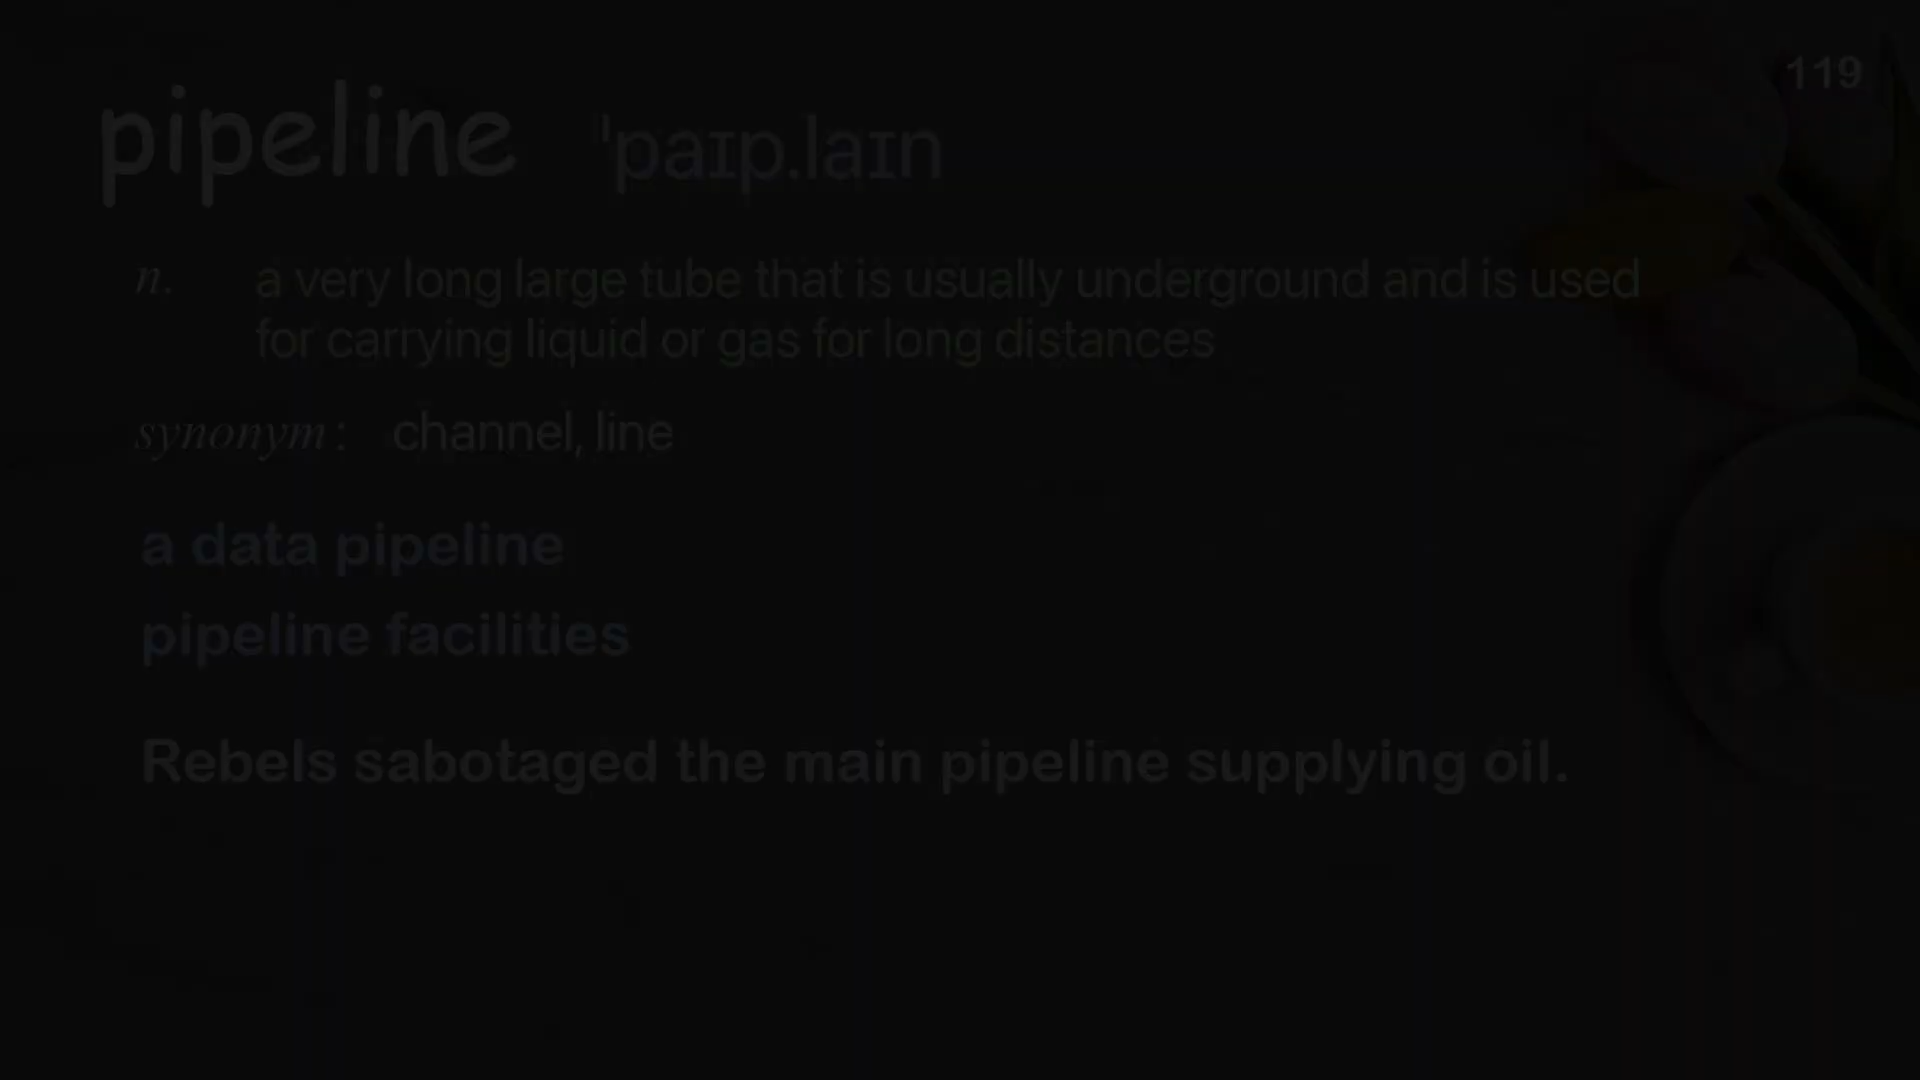 119
pipeline ˈpaɪp.laɪn
n. a very long large tube that is usually underground and is used
for carrying liquid or gas for long distances
synonym : channel, line
a data pipeline
pipeline facilities
Rebels sabotaged the main pipeline supplying oil.